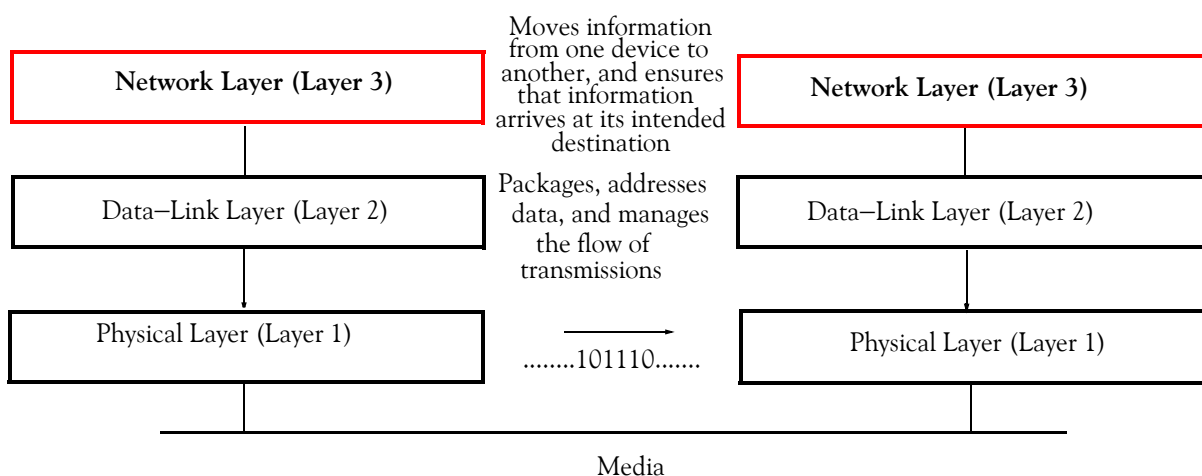 Moves information
from one device to
another, and ensures
that information
arrives at its intended
destination
Network Layer (Layer 3)
Network Layer (Layer 3)
Packages, addresses
data, and manages
the flow of
transmissions
Data–Link Layer (Layer 2)
Data–Link Layer (Layer 2)
Physical Layer (Layer 1)
Physical Layer (Layer 1)
........101110.......
Media